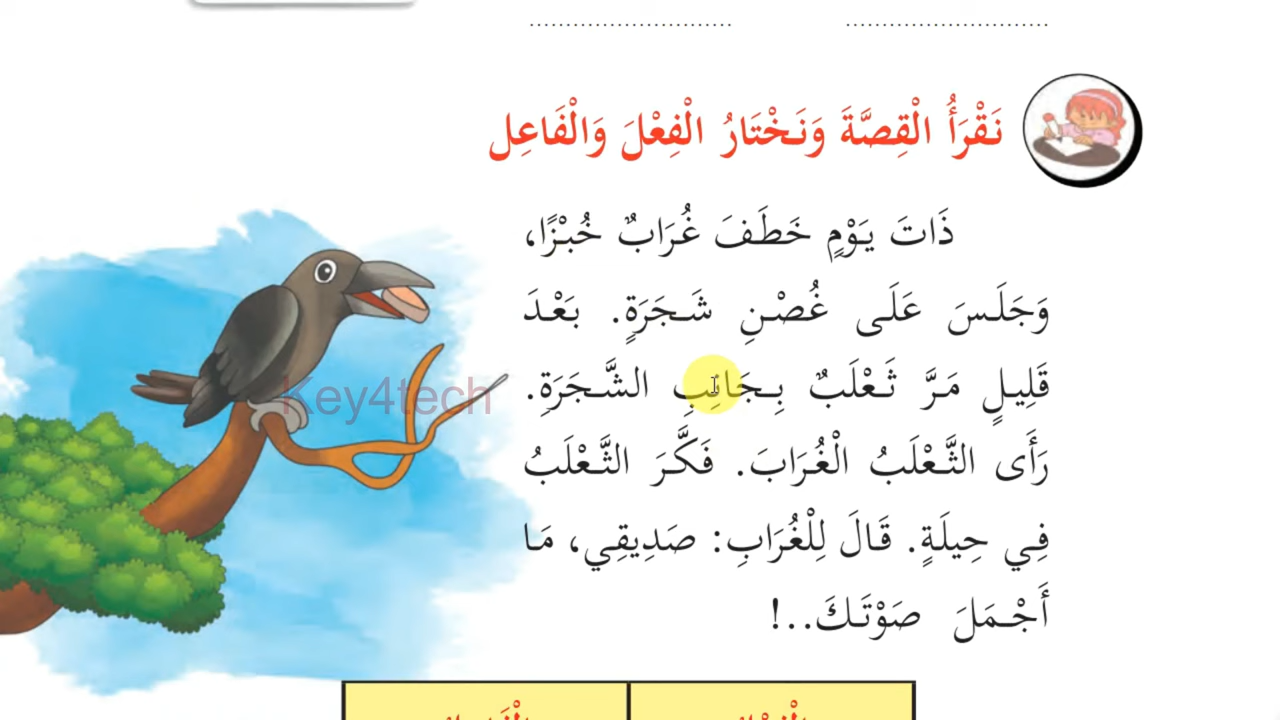 نَقْرَأُ الْقِصَّةَ وَنَخْتَارُ الْفِعْلَ وَالْفَاعِل
ذَاتَ يَوْمٍ خَطَفَ غُرَابٌ خُبْزًا،
وَجَلَسَ عَلَى غُصْنِ شَجَرَةٍ. بَعْدَ
قَلِيلٍ مَرَّ ثَعْلَبٌ بِجَانِبِ الشَّجَرَةِ.
رَأَى الثَّعْلَبُ الْغُرَابَ. فَكَّرَ الثَّعْلَبُ
فِي حِيلَةٍ. قَالَ لِلْغُرَابِ: صَدِيقِي، مَا
أَجْمَلَ صَوْتَكَ..!
Key4tech